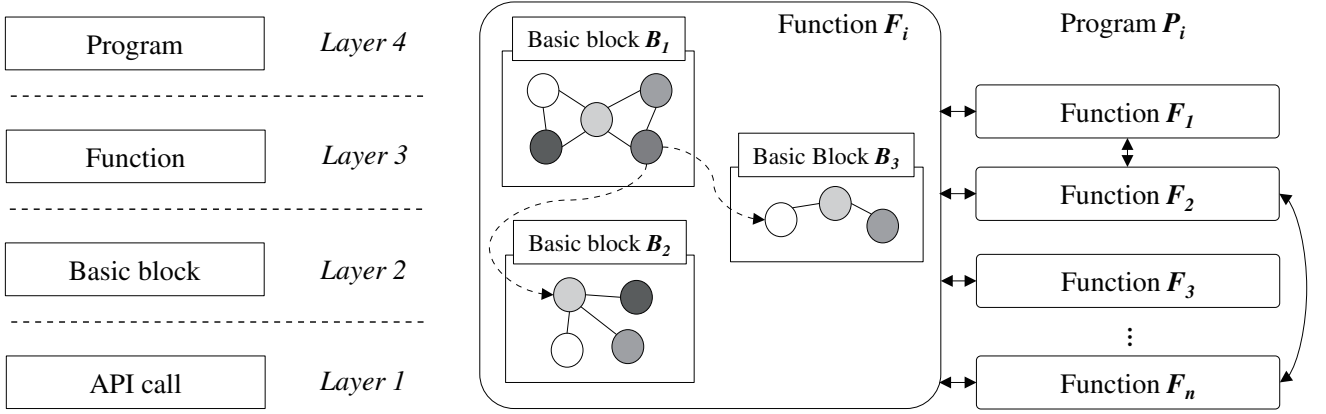 Program Layer 4
Function Layer 3
Basic block Layer 2
API call Layer 1
Function F_i
Basic block B_1
Basic Block B_3
Basic block B_2
Program P_i
Function F_1
Function F_2
Function F_3
⋮
Function F_n